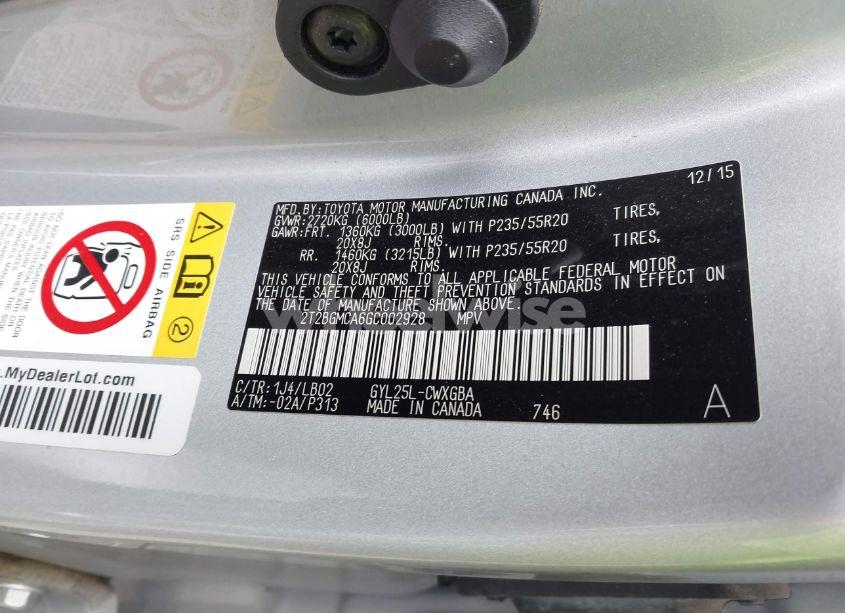 12/15
MFD.BY:TOYOTA MOTOR MANUFACTURING CANADA INC.
GVWR:2720KG (6000LB)
GAWR:FRT. 1360KG (3000LB) WITH P235/55R20 TIRES,
20X8J RIMS.
RR. 1460KG (3215LB) WITH P235/55R20 TIRES,
20X8J RIMS.
THIS VEHICLE CONFORMS TO ALL APPLICABLE FEDERAL MOTOR
VEHICLE SAFETY AND THEFT PREVENTION STANDARDS IN EFFECT ON
THE DATE OF MANUFACTURE SHOWN ABOVE.
2T2BGMCA6GC002928 MPV
C/TR:1J4/LB02 GYL25L-CWXGBA
A/TM:-02A/P313 MADE IN CANADA 746 A
SRS SIDE AIRBAG
2
.MyDealerLot.com